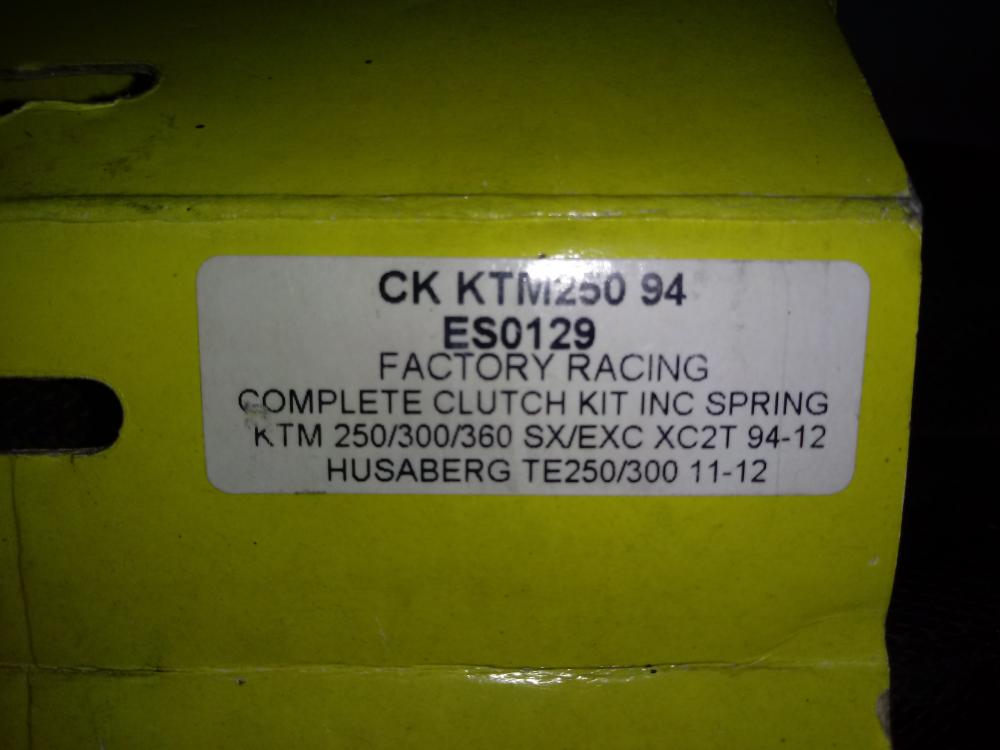 CK KTM250 94
ES0129
FACTORY RACING
COMPLETE CLUTCH KIT INC SPRING
KTM 250/300/360 SX/EXC XC2T 94-12
HUSABERG TE250/300 11-12